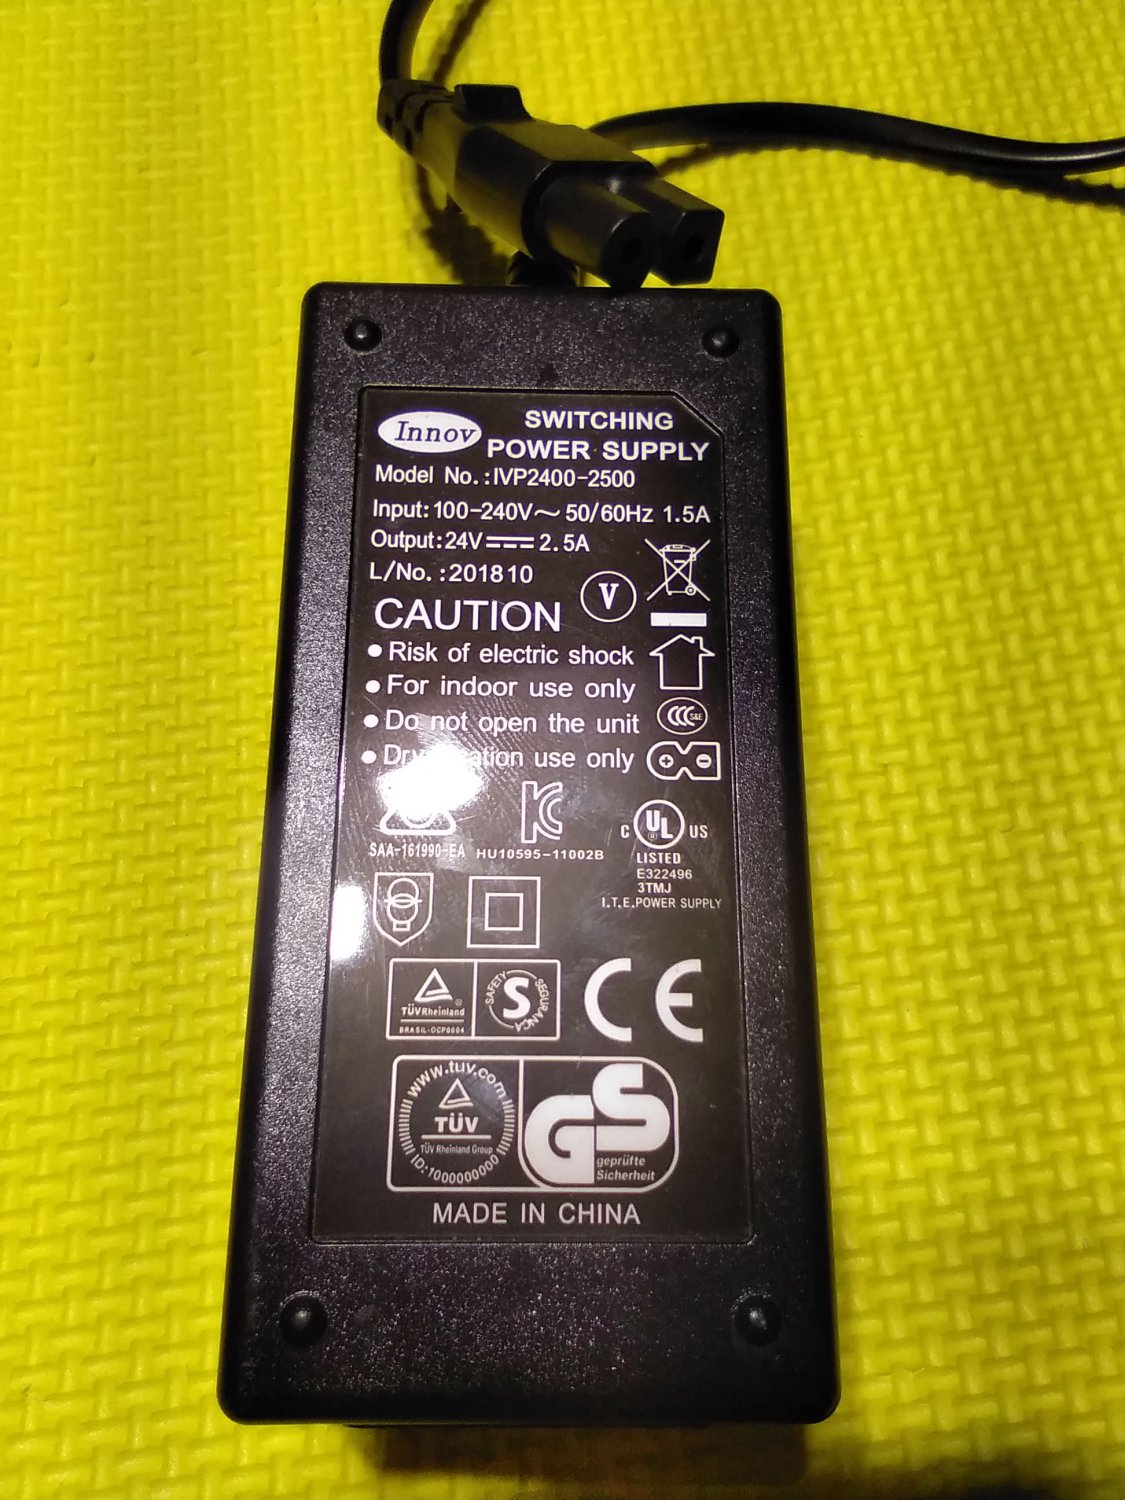 Innov
SWITCHING
POWER SUPPLY
Model No.:IVP2400-2500
Input:100-240V~50/60Hz 1.5A
Output:24V⎓2.5A
L/No.:201810
V
CAUTION
• Risk of electric shock
• For indoor use only
• Do not open the unit
CCC S&E
• use only
+ -
SAA-161990-EA
KC
HU10595-11002B
C UL US
®
LISTED
E322496
3TMJ
I.T.E.POWER SUPPLY
TÜVRheinland ®
BRASIL-OCP0004
SAFETY
S
SEGURANÇA
CE
www.tuv.com
TÜV
TÜV Rheinland Group
ID:1000000000
GS
geprüfte
Sicherheit
MADE IN CHINA